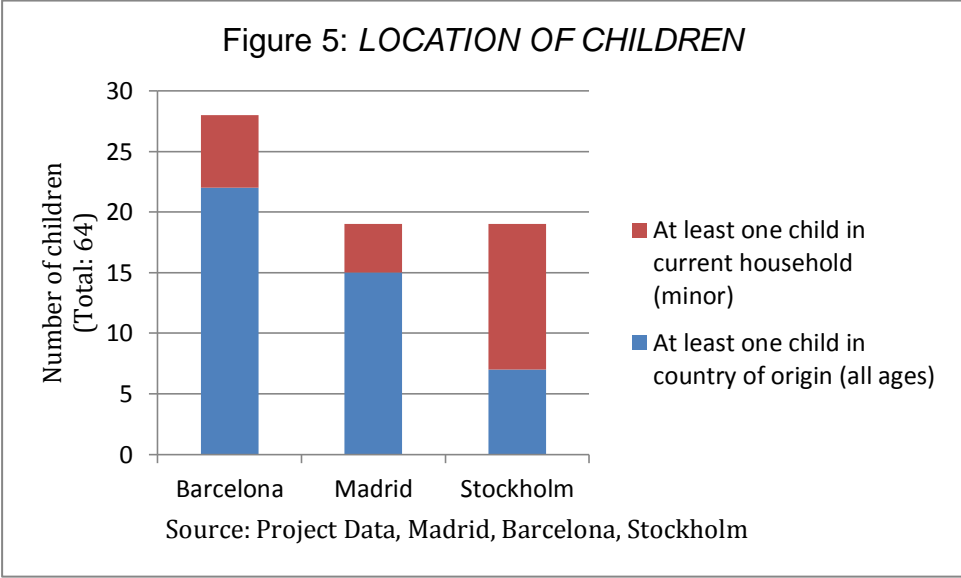 Figure 5: LOCATION OF CHILDREN
Number of children
(Total: 64)
30
25
20
15
10
5
0
Barcelona Madrid Stockholm
At least one child in
current household
(minor)
At least one child in
country of origin (all ages)
Source: Project Data, Madrid, Barcelona, Stockholm